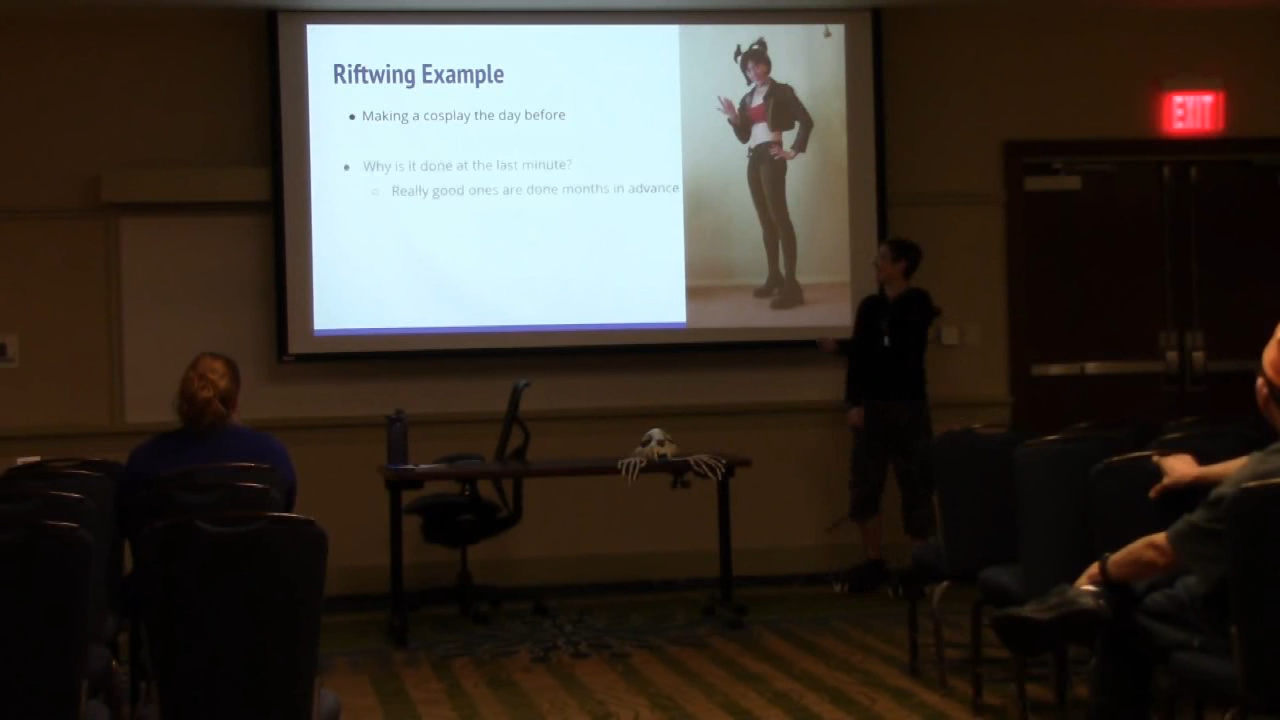 Riftwing Example
Making a cosplay the day before
Why is it done at the last minute?
Really good ones are done months in advance
EXIT